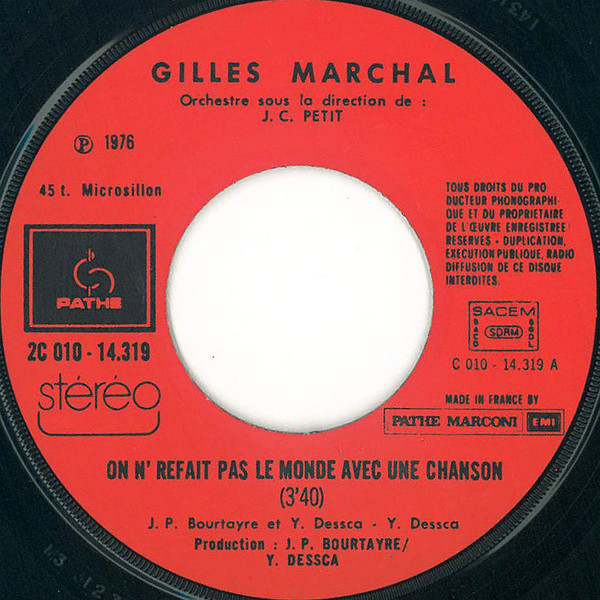 GILLES MARCHAL
Orchestre sous la direction de :
J. C. PETIT
Ⓟ 1976
45 t. Microsillon
TOUS DROITS DU PRO
DUCTEUR PHONOGRAPHI-
QUE ET DU PROPRIETAIRE
DE L'ŒUVRE ENREGISTREE
RESERVES - DUPLICATION,
EXECUTION PUBLIQUE, RADIO
DIFFUSION DE CE DISQUE
INTERDITES.
PATHE
SACEM
SACD
SDRM
SGDL
2C 010 - 14.319
C 010 - 14.319 A
stéréo
MADE IN FRANCE BY
PATHE MARCONI EMI
ON N' REFAIT PAS LE MONDE AVEC UNE CHANSON
(3'40)
J. P. Bourtayre et Y. Dessca - Y. Dessca
Production : J. P. BOURTAYRE/
Y. DESSCA